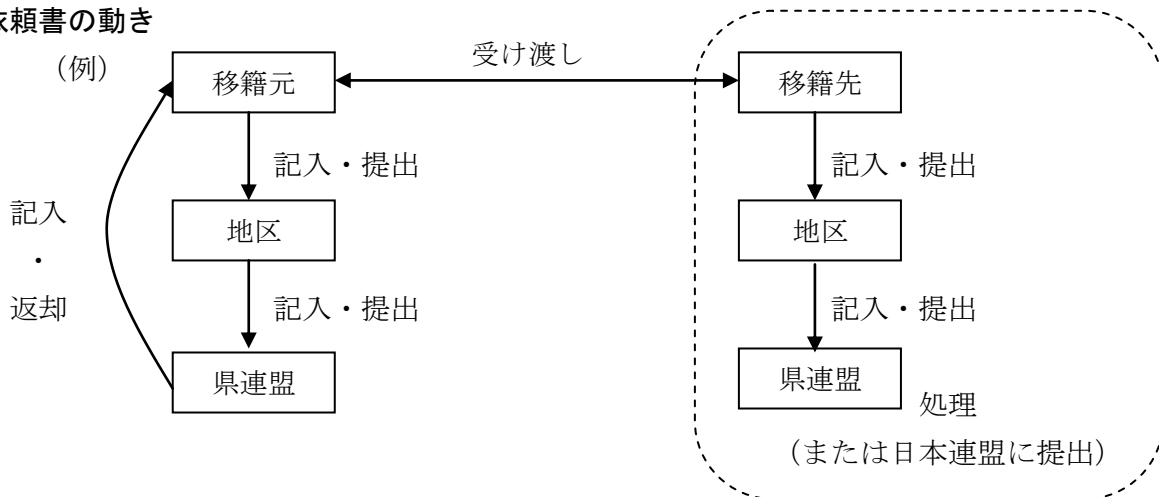 依頼書の動き
（例）
受け渡し
移籍元
移籍先
記入・提出
記入・提出
記入
・
返却
地区
地区
記入・提出
記入・提出
県連盟
県連盟
処理
（または日本連盟に提出）